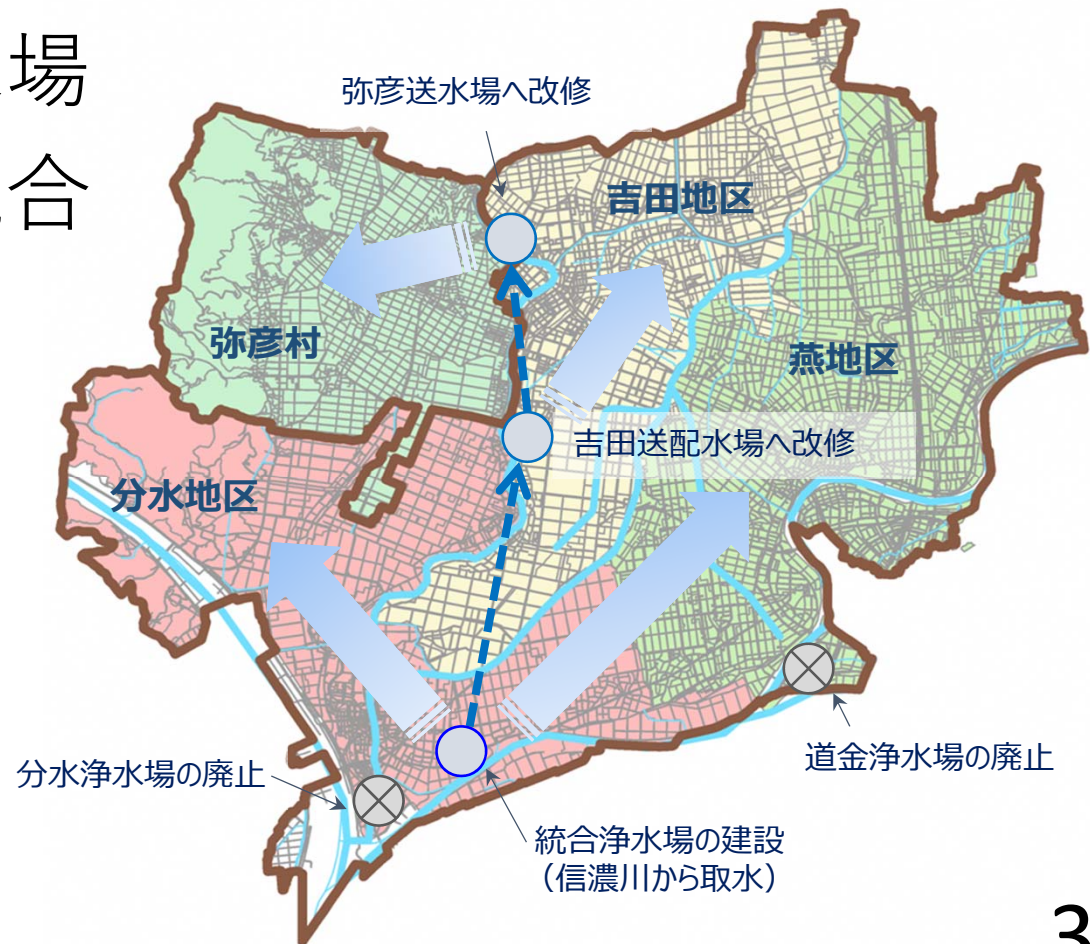 場
合
弥彦送水場へ改修
吉田地区
弥彦村
燕地区
吉田送配水場へ改修
分水地区
道金浄水場の廃止
分水浄水場の廃止
統合浄水場の建設
（信濃川から取水）
3